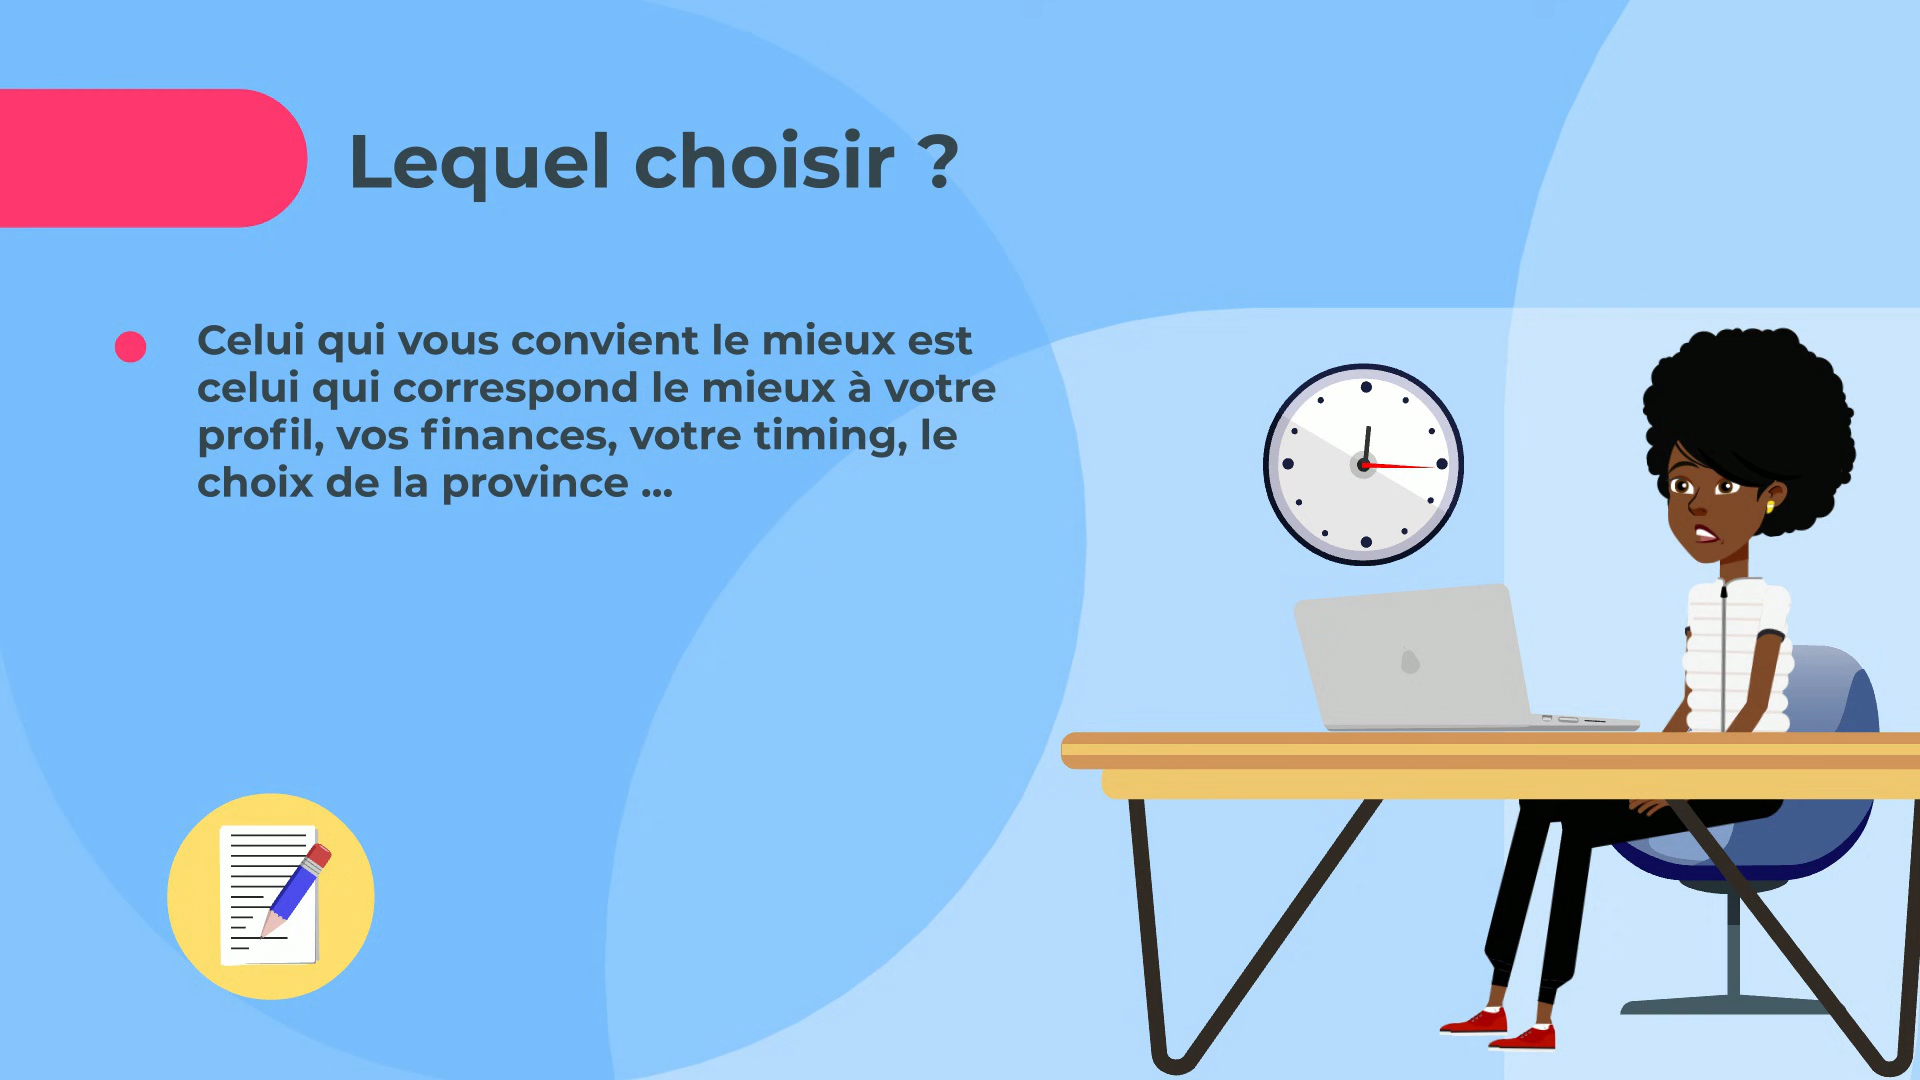 Lequel choisir ?
Celui qui vous convient le mieux est
celui qui correspond le mieux à votre
profil, vos finances, votre timing, le
choix de la province ...